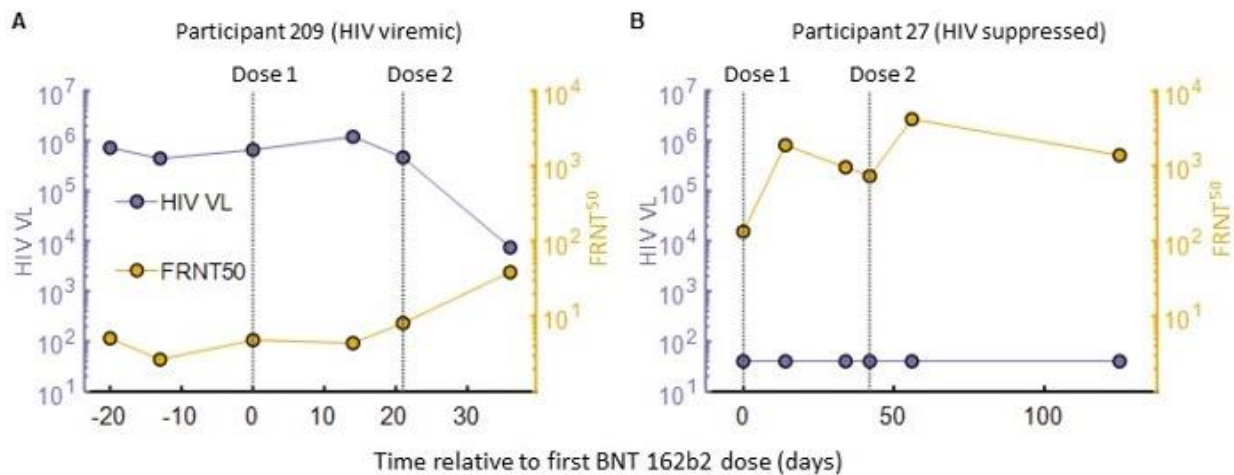 A
Participant 209 (HIV viremic)
Dose 1
Dose 2
10^7
10^6
10^5
10^4
10^3
10^2
10^1
HIV VL
HIV VL
FRNT50
10^4
10^3
10^2
10^1
FRNT^50
-20 -10 0 10 20 30
B
Participant 27 (HIV suppressed)
Dose 1
Dose 2
10^7
10^6
10^5
10^4
10^3
10^2
10^1
HIV VL
10^4
10^3
10^2
10^1
FRNT^50
0 50 100
Time relative to first BNT 162b2 dose (days)